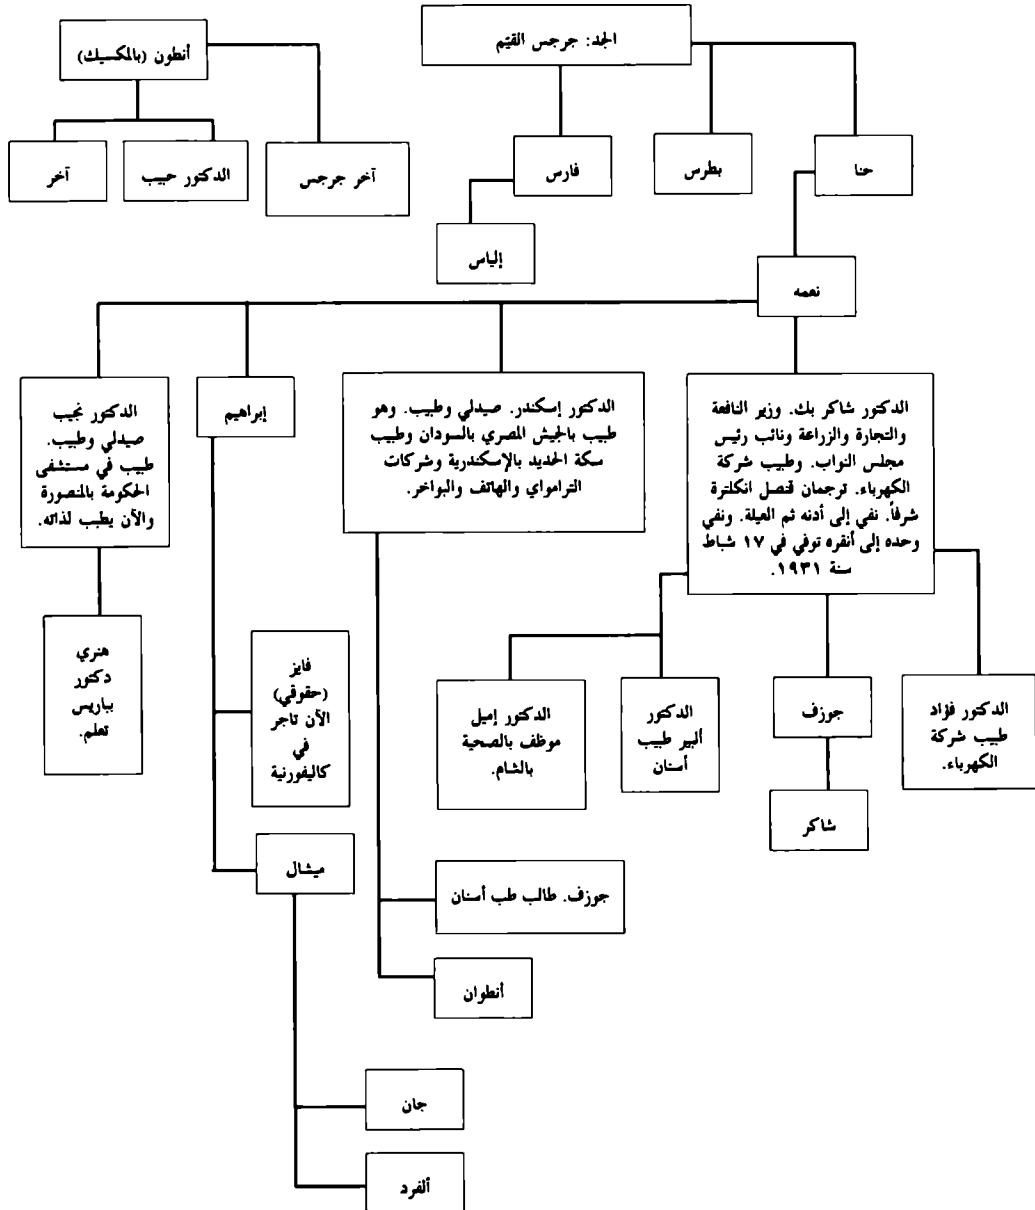 الجد: جرجس القيّم
أنطون (بالمكسيك)
حنا
بطرس
فارس
آخر جرجس
الدكتور حبيب
آخر
إلياس
نعمه
الدكتور شاكر بك. وزير النافعة
والتجارة والزراعة ونائب رئيس
مجلس النواب. وطبيب شركة
الكهرباء. ترجمان قنصل انكلترة
شرفاً. نفي إلى أدنه ثم العيلة. ونفي
وحده إلى أنقره توفي في ١٧ شباط
سنة ١٩٣١.
الدكتور إسكندر. صيدلي وطبيب. وهو
طبيب بالجيش المصري بالسودان وطبيب
سكة الحديد بالإسكندرية وشركات
الترامواي والهاتف والبواخر.
إبراهيم
الدكتور نجيب
صيدلي وطبيب.
طبيب في مستشفى
الحكومة بالمنصورة
والآن يطبب لذاته.
الدكتور فؤاد
طبيب شركة
الكهرباء.
جوزف
الدكتور
ألبير طبيب
أسنان
الدكتور إميل
موظف بالصحية
بالشام.
فايز
(حقوقي)
الآن تاجر
في
كاليفورنية
هنري
دكتور
بباريس
تعلم.
شاكر
ميشال
جوزف. طالب طب أسنان
أنطوان
جان
ألفرد